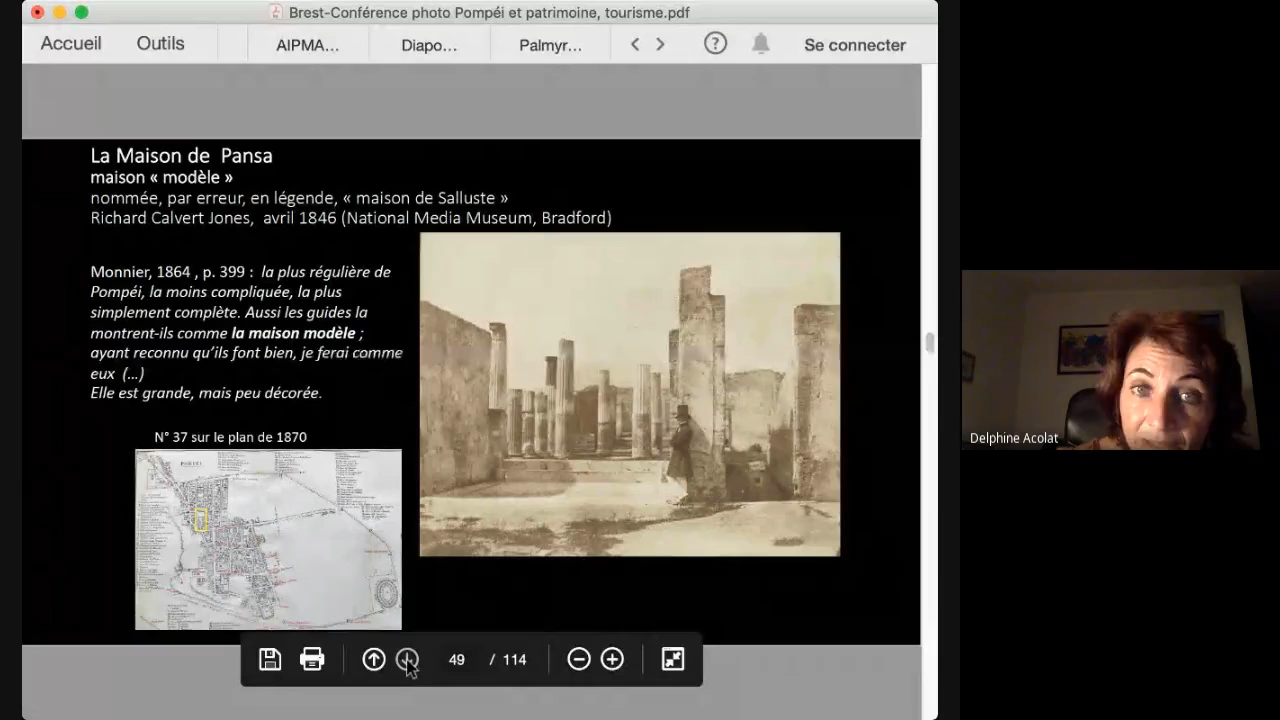 Brest-Conférence photo Pompéi et patrimoine, tourisme.pdf
Accueil Outils AIPMA... Diapo... Palmyr... Se connecter
La Maison de Pansa
maison « modèle »
nommée, par erreur, en légende, « maison de Salluste »
Richard Calvert Jones, avril 1846 (National Media Museum, Bradford)
Monnier, 1864 , p. 399 : la plus régulière de
Pompéi, la moins compliquée, la plus
simplement complète. Aussi les guides la
montrent-ils comme la maison modèle ;
ayant reconnu qu'ils font bien, je ferai comme
eux (...)
Elle est grande, mais peu décorée.
N° 37 sur le plan de 1870
49 / 114
Delphine Acolat